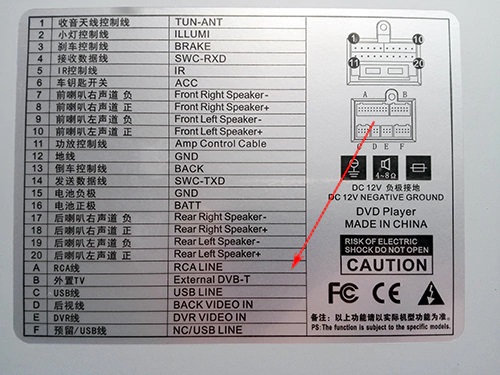 1 收音天线控制线 TUN-ANT
2 小灯控制线 ILLUMI
3 刹车控制线 BRAKE
4 接收数据线 SWC-RXD
5 IR控制线 IR
6 车钥匙开关 ACC
7 前喇叭右声道 负 Front Right Speaker-
8 前喇叭右声道 正 Front Right Speaker+
9 前喇叭左声道 负 Front Left Speaker-
10 前喇叭左声道 正 Front Left Speaker+
11 功放控制线 Amp Control Cable
12 地线 GND
13 倒车控制线 BACK
14 发送数据线 SWC-TXD
15 电池负极 GND
16 电池正极 BATT
17 后喇叭右声道 负 Rear Right Speaker-
18 后喇叭右声道 正 Rear Right Speaker+
19 后喇叭左声道 负 Rear Left Speaker-
20 后喇叭左声道 正 Rear Left Speaker+
A RCA线 RCA LINE
B 外置TV External DVB-T
C USB线 USB LINE
D 后视线 BACK VIDEO IN
E DVR线 DVR VIDEO IN
F 预留/USB线 NC/USB LINE
1 10
11 20
A B
C D E F
4~8Ω
DC 12V 负极接地
DC 12V NEGATIVE GROUND
DVD Player
MADE IN CHINA
RISK OF ELECTRIC
SHOCK DO NOT OPEN
CAUTION
FC CE
备注：以上功能请以实际机型功能为准
PS:The function is subject to the specific models.